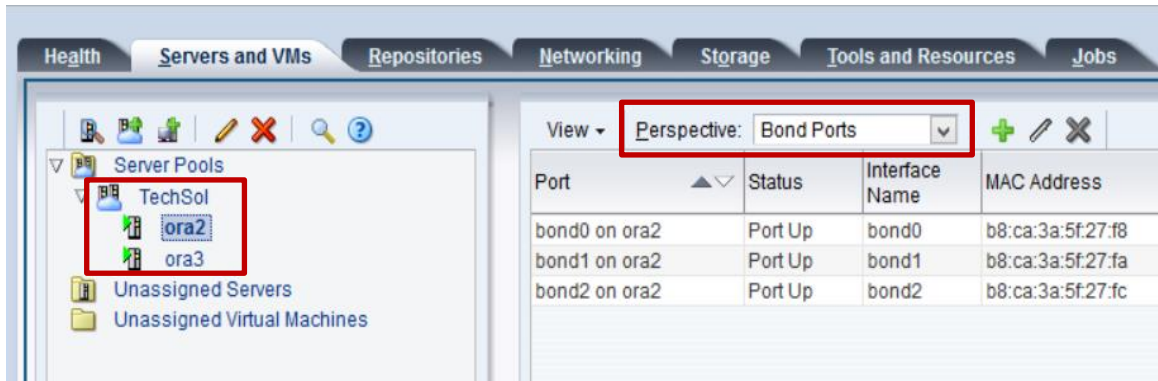 Health Servers and VMs Repositories Networking Storage Tools and Resources Jobs
View Perspective: Bond Ports
Server Pools
TechSol
ora2
ora3
Unassigned Servers
Unassigned Virtual Machines
Port Status Interface Name MAC Address
bond0 on ora2 Port Up bond0 b8:ca:3a:5f:27:f8
bond1 on ora2 Port Up bond1 b8:ca:3a:5f:27:fa
bond2 on ora2 Port Up bond2 b8:ca:3a:5f:27:fc